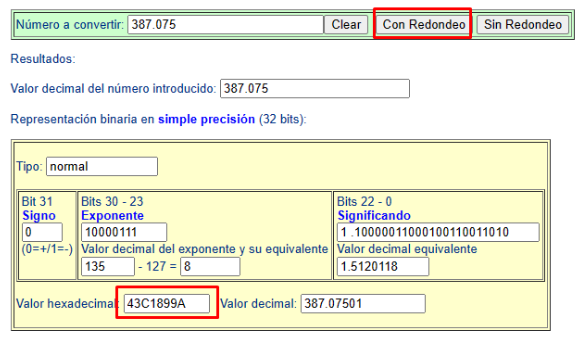 Número a convertir: 387.075 Clear Con Redondeo Sin Redondeo
Resultados:
Valor decimal del número introducido: 387.075
Representación binaria en simple precisión (32 bits):
Tipo: normal
Bit 31 Bits 30 - 23 Bits 22 - 0
Signo Exponente Significando
0 10000111 1 .10000011000100110011010
(0=+/1=-) Valor decimal del exponente y su equivalente Valor decimal equivalente
135 - 127 = 8 1.5120118
Valor hexadecimal: 43C1899A Valor decimal: 387.07501